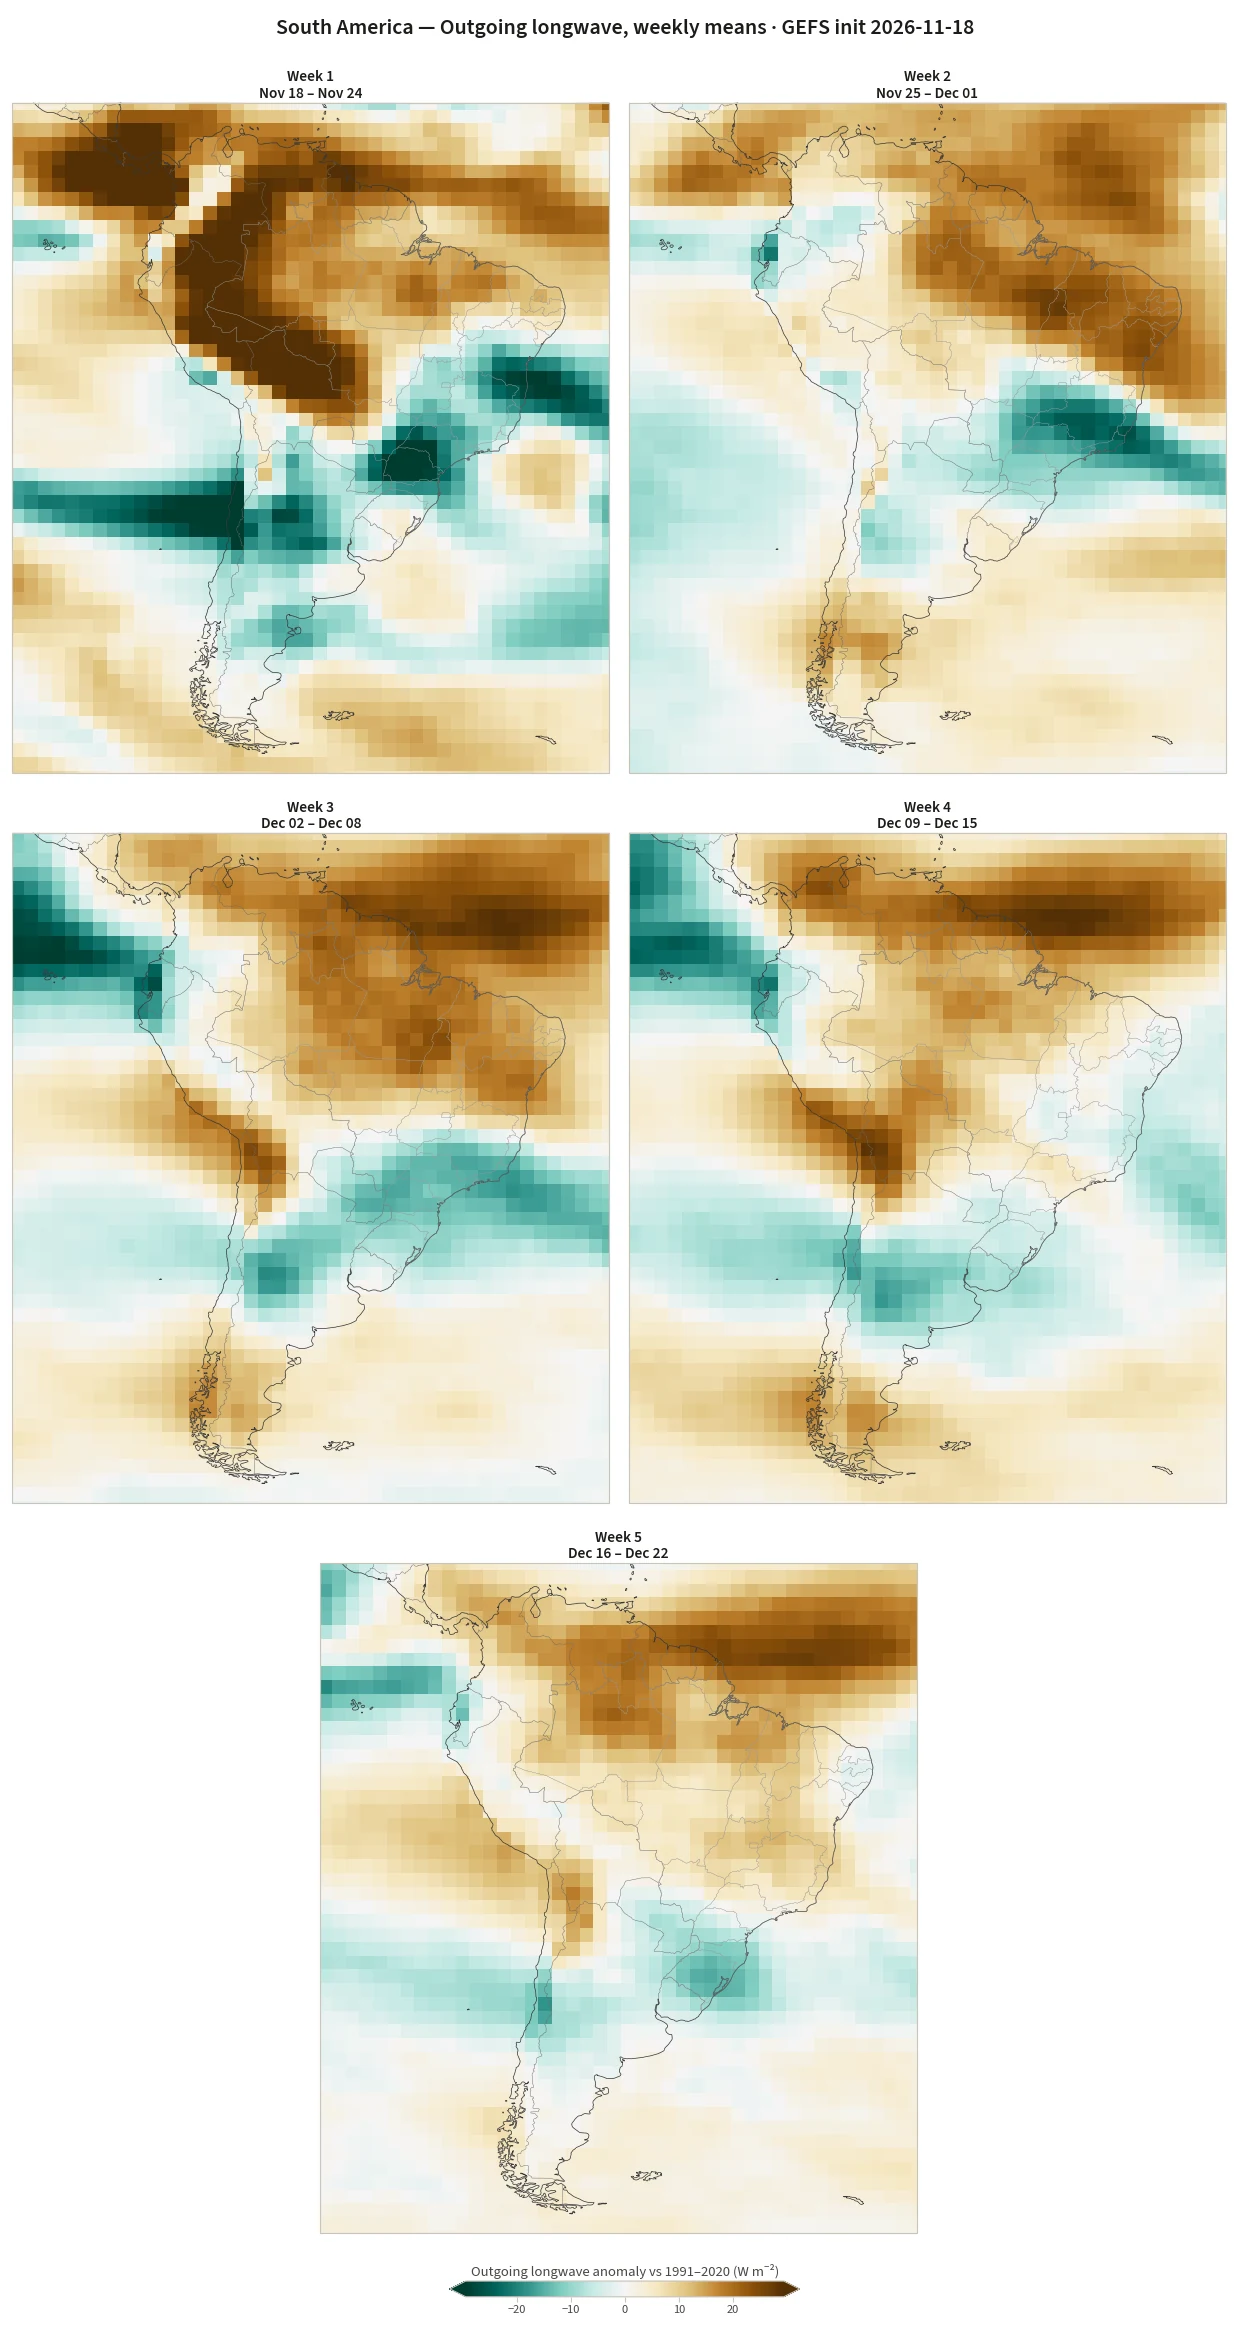 South America — Outgoing longwave, weekly means · GEFS init 2026-11-18
Week 1
Nov 18 – Nov 24
Week 2
Nov 25 – Dec 01
Week 3
Dec 02 – Dec 08
Week 4
Dec 09 – Dec 15
Week 5
Dec 16 – Dec 22
Outgoing longwave anomaly vs 1991–2020 (W m⁻²)
−20 −10 0 10 20